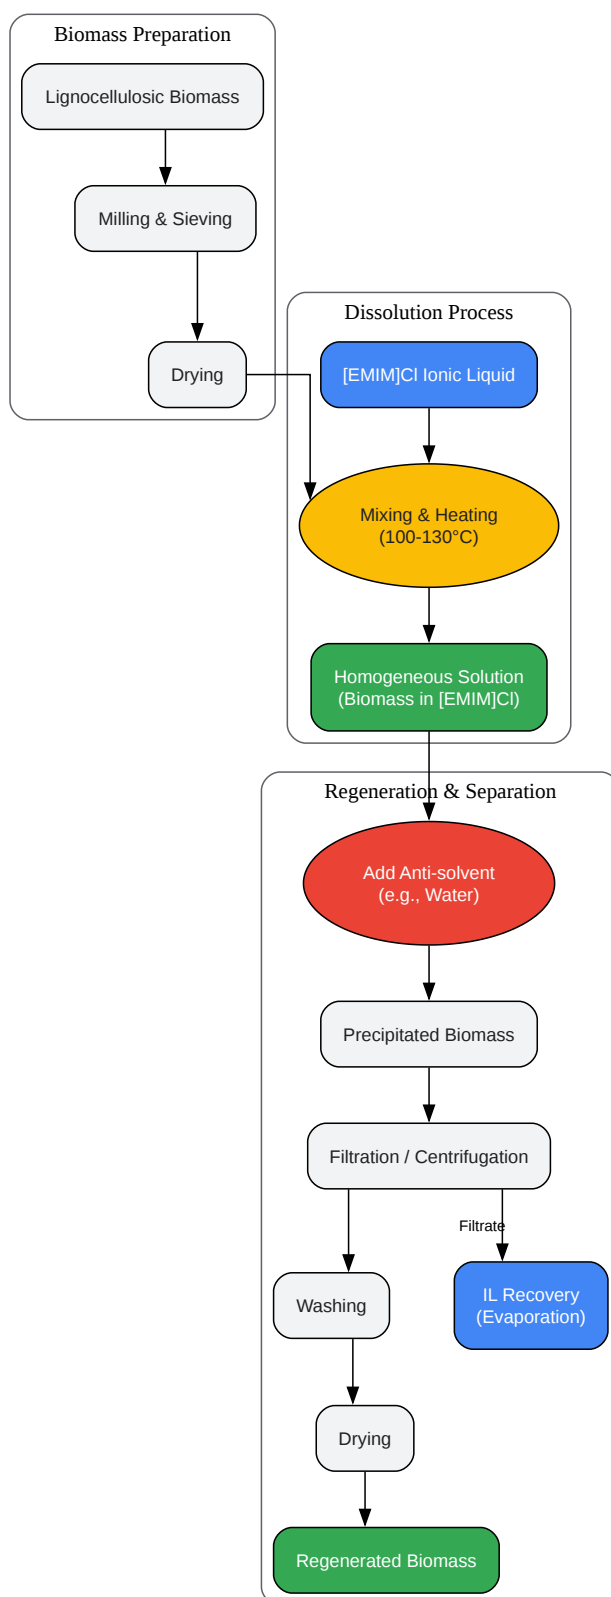 Biomass Preparation
Lignocellulosic Biomass
Milling & Sieving
Drying
Dissolution Process
[EMIM]Cl Ionic Liquid
Mixing & Heating
(100-130°C)
Homogeneous Solution
(Biomass in [EMIM]Cl)
Regeneration & Separation
Add Anti-solvent
(e.g., Water)
Precipitated Biomass
Filtration / Centrifugation
Filtrate
Washing
IL Recovery
(Evaporation)
Drying
Regenerated Biomass